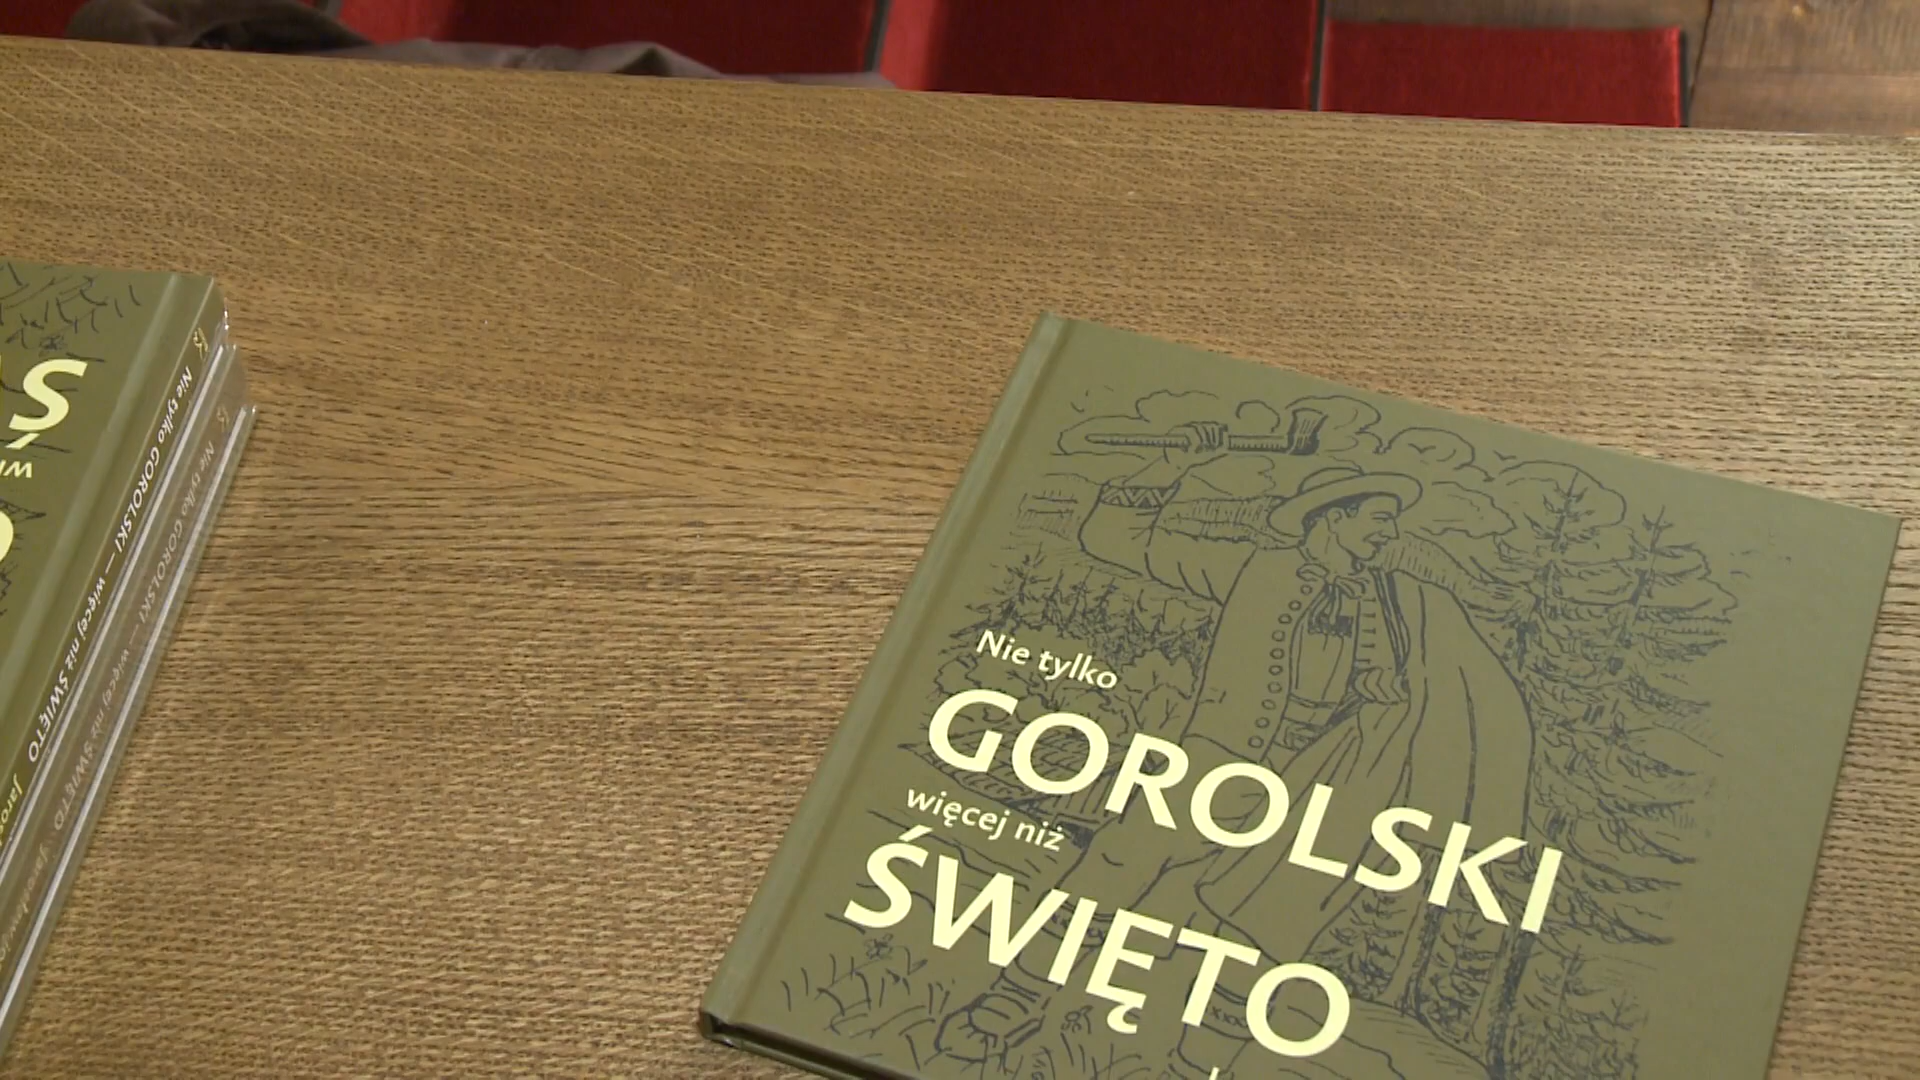 Nie tylko
GOROLSKI
więcej niż
ŚWIĘTO
Nie tylko GOROLSKI — więcej niż ŚWIĘTO
Nie tylko GOROLSKI — więcej niż ŚWIĘTO